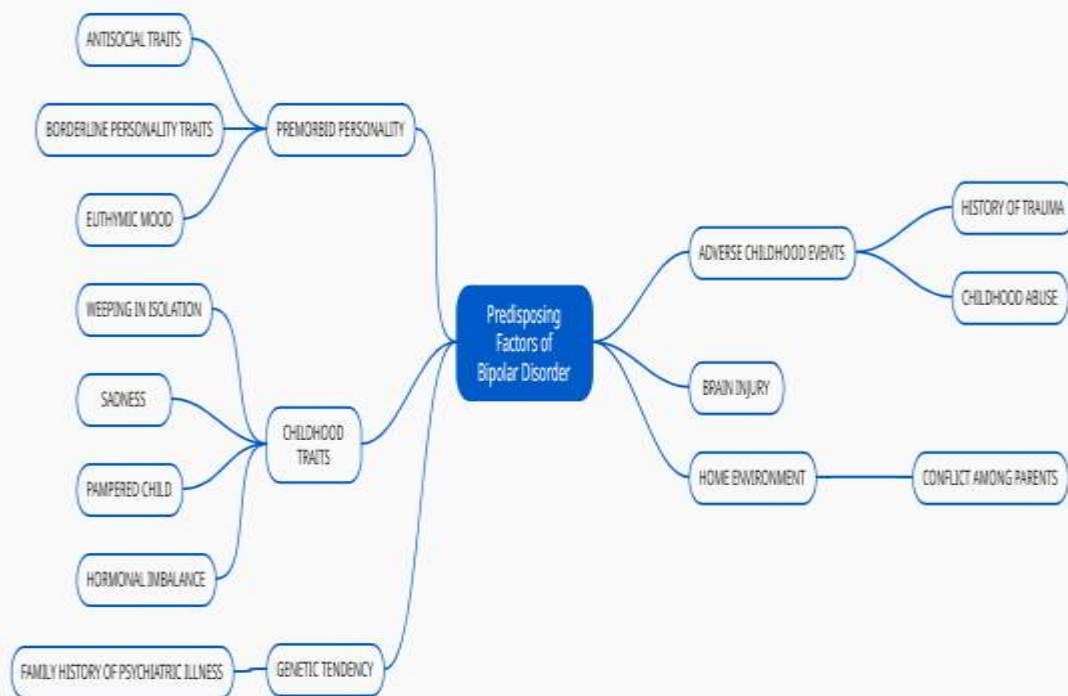 ANTISOCIAL TRAITS
BORDERLINE PERSONALITY TRAITS
EUTHYMIC MOOD
PREMORBID PERSONALITY
WEEPING IN ISOLATION
SADNESS
PAMPERED CHILD
HORMONAL IMBALANCE
CHILDHOOD
TRAITS
FAMILY HISTORY OF PSYCHIATRIC ILLNESS
GENETIC TENDENCY
Predisposing
Factors of
Bipolar Disorder
ADVERSE CHILDHOOD EVENTS
HISTORY OF TRAUMA
CHILDHOOD ABUSE
BRAIN INJURY
HOME ENVIRONMENT
CONFLICT AMONG PARENTS